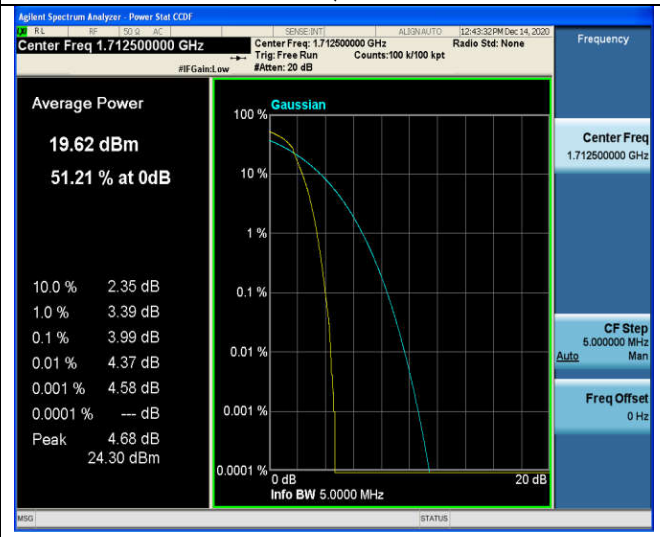 Agilent Spectrum Analyzer - Power Stat CCDF
RL RF 50 Ω AC SENSE:INT ALIGN AUTO 12:43:32 PM Dec 14, 2020
Center Freq 1.712500000 GHz
Center Freq: 1.712500000 GHz Radio Std: None
Trig: Free Run Counts:100 k/100 kpt
#IFGain:Low #Atten: 20 dB
Frequency
Average Power
19.62 dBm
51.21 % at 0dB
10.0 % 2.35 dB
1.0 % 3.39 dB
0.1 % 3.99 dB
0.01 % 4.37 dB
0.001 % 4.58 dB
0.0001 % --- dB
Peak 4.68 dB
24.30 dBm
Gaussian
100 %
10 %
1 %
0.1 %
0.01 %
0.001 %
0.0001 %
0 dB 20 dB
Info BW 5.0000 MHz
Center Freq
1.712500000 GHz
CF Step
5.000000 MHz
Auto Man
Freq Offset
0 Hz
MSG STATUS